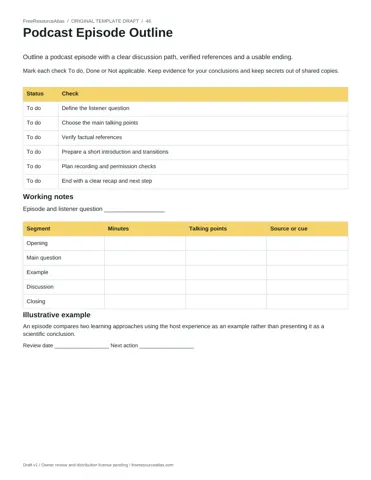 FreeResourceAtlas / ORIGINAL TEMPLATE DRAFT / 46
Podcast Episode Outline
Outline a podcast episode with a clear discussion path, verified references and a usable ending.
Mark each check To do, Done or Not applicable. Keep evidence for your conclusions and keep secrets out of shared copies.
Status Check
To do Define the listener question
To do Choose the main talking points
To do Verify factual references
To do Prepare a short introduction and transitions
To do Plan recording and permission checks
To do End with a clear recap and next step
Working notes
Episode and listener question ____________________
Segment Minutes Talking points Source or cue
Opening
Main question
Example
Discussion
Closing
Illustrative example
An episode compares two learning approaches using the host experience as an example rather than presenting it as a
scientific conclusion.
Review date __________________ Next action __________________
Draft v1 / Owner review and distribution license pending / freeresourceatlas.com